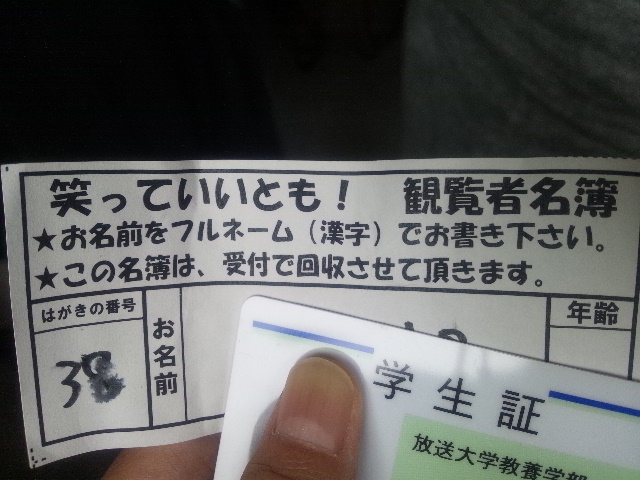 笑っていいとも！ 観覧者名簿
★お名前をフルネーム（漢字）でお書き下さい。
★この名簿は、受付で回収させて頂きます。
はがきの番号
38
お名前
年齢
学生証
放送大学教養学部